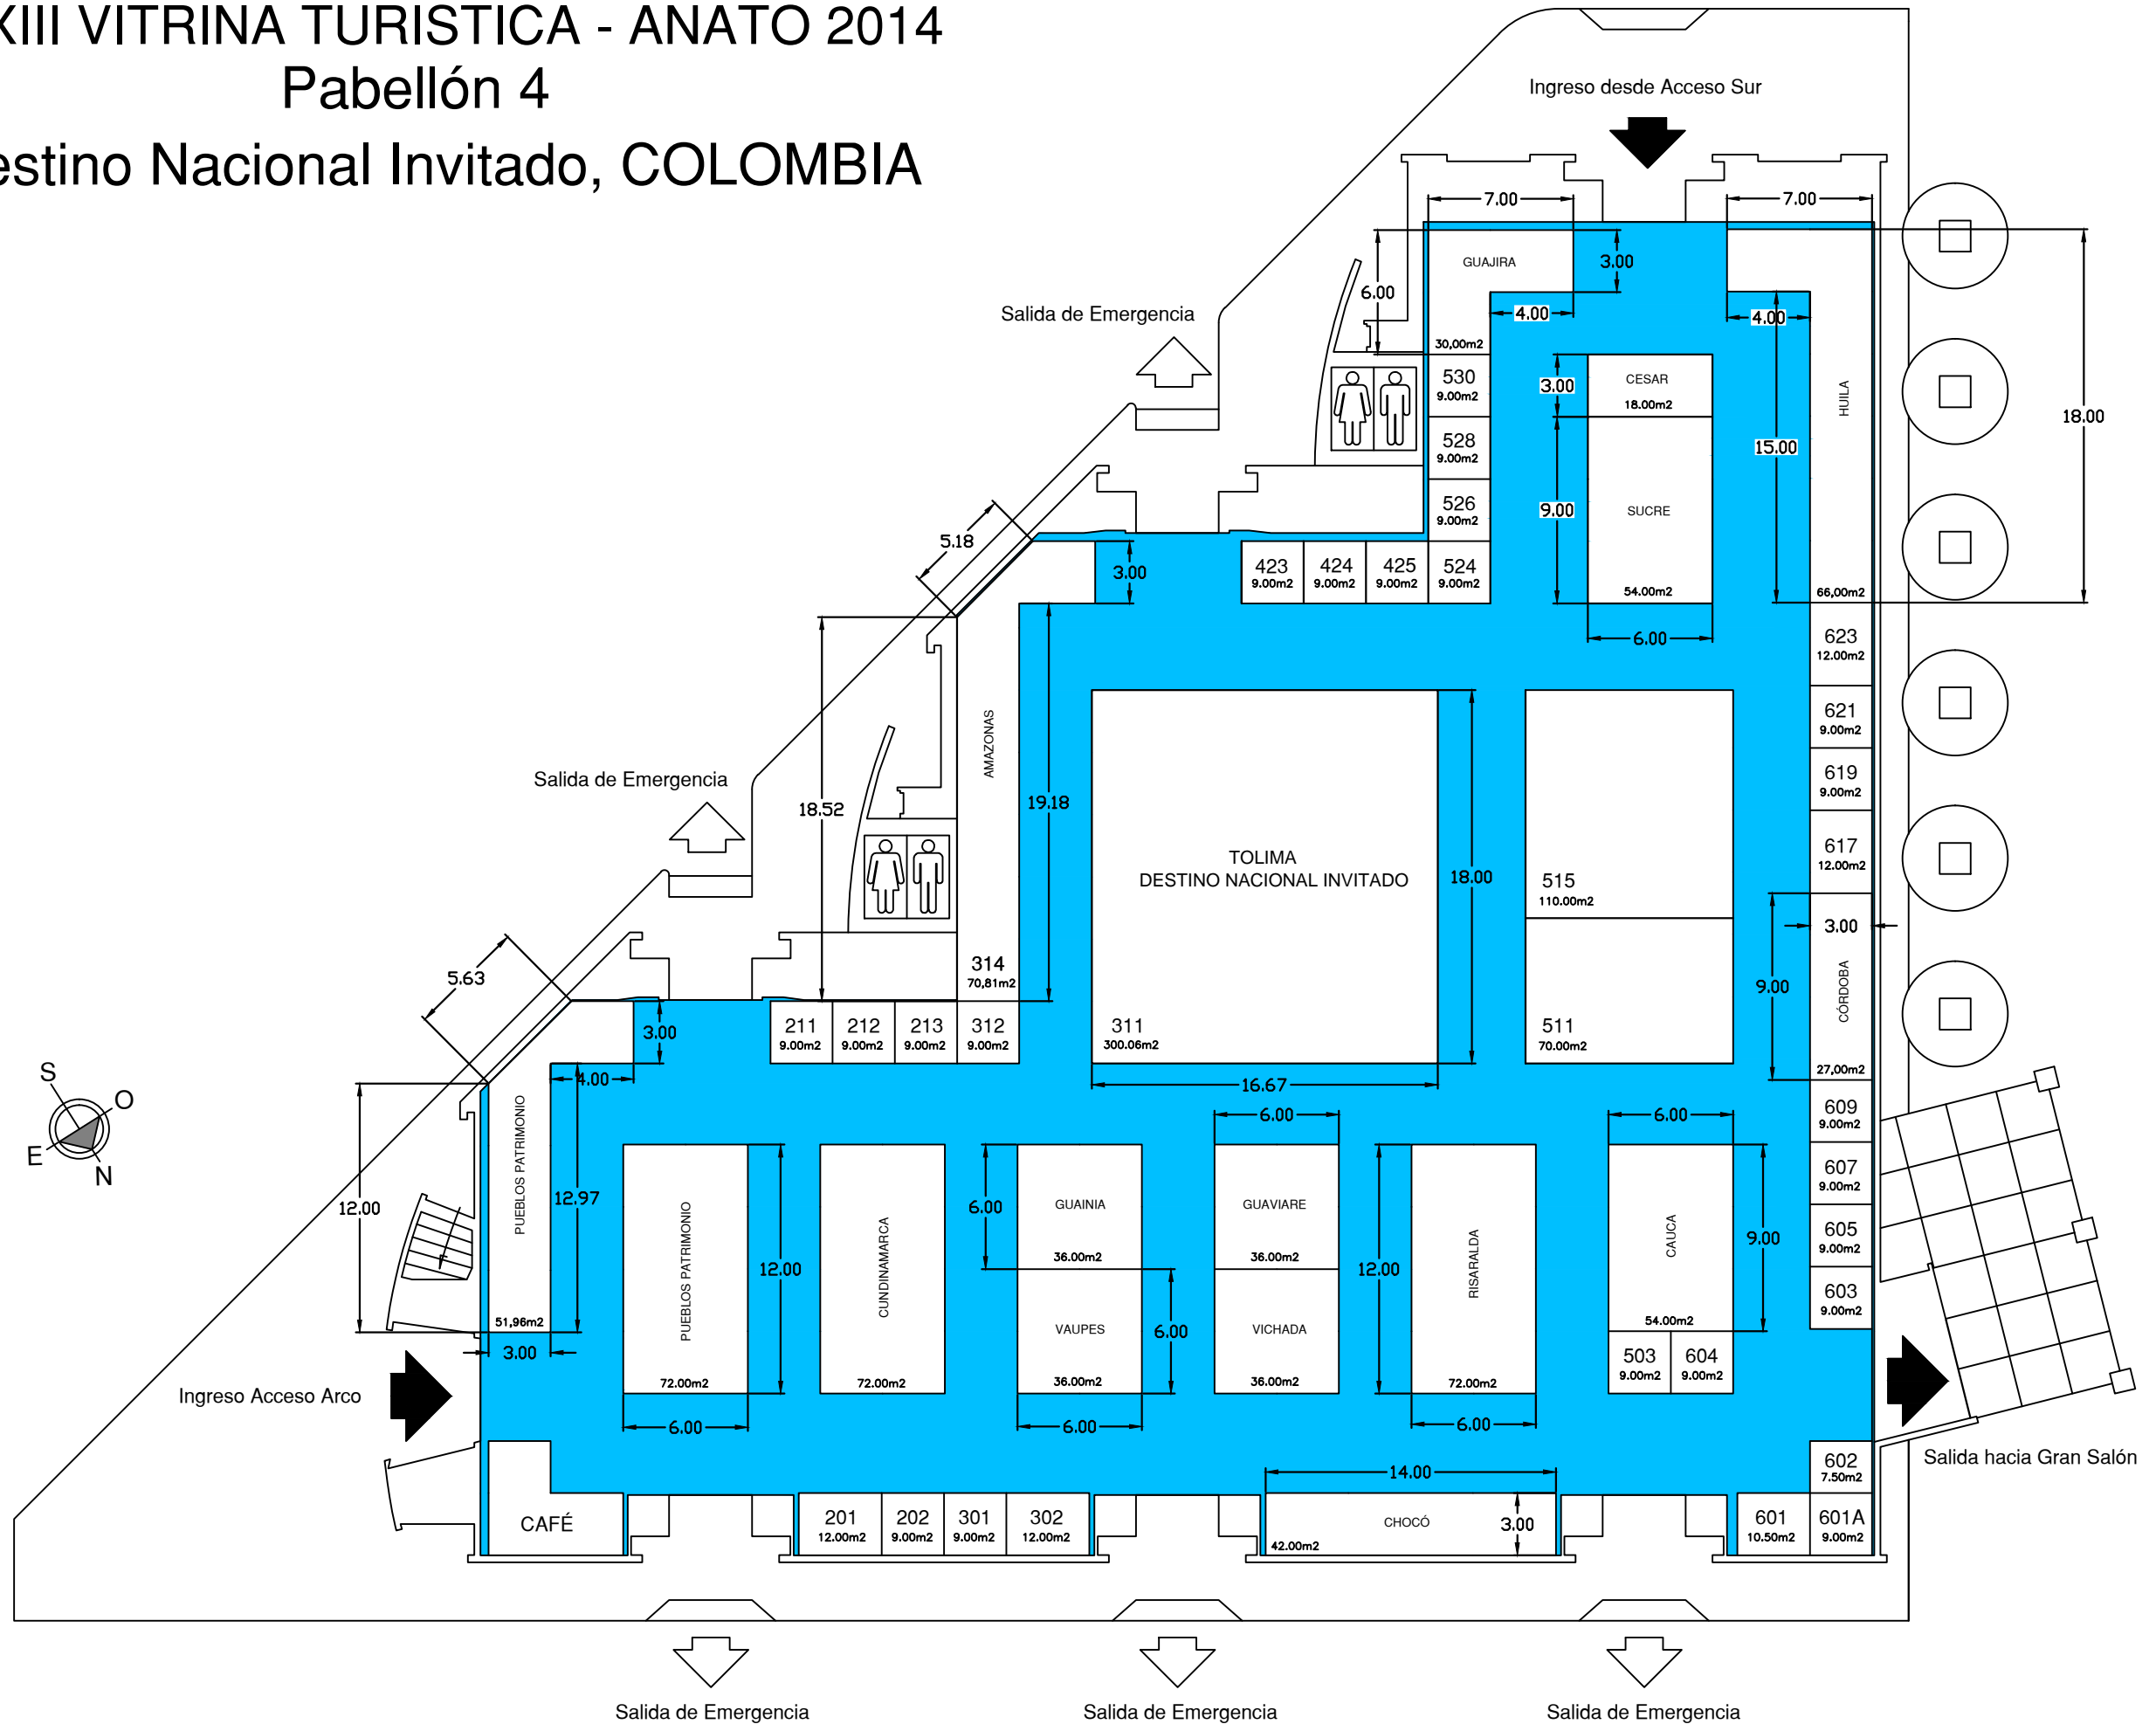 XIII VITRINA TURISTICA - ANATO 2014
Pabellón 4
estino Nacional Invitado, COLOMBIA
Ingreso desde Acceso Sur
7.00
7.00
GUAJIRA
3.00
6.00
4.00
4.00
30,00m2
Salida de Emergencia
530
9.00m2
528
9.00m2
526
9.00m2
524
9.00m2
3.00
CESAR
18.00m2
9.00
SUCRE
54.00m2
6.00
HUILA
15.00
18.00
66,00m2
5.18
3.00
423
9.00m2
424
9.00m2
425
9.00m2
623
12.00m2
621
9.00m2
619
9.00m2
617
12.00m2
Salida de Emergencia
18.52
AMAZONAS
19.18
314
70,81m2
TOLIMA
DESTINO NACIONAL INVITADO
18.00
311
300.06m2
16.67
515
110.00m2
511
70.00m2
3.00
9.00
CÓRDOBA
27,00m2
5.63
3.00
4.00
211
9.00m2
212
9.00m2
213
9.00m2
312
9.00m2
S
O
E
N
12.00
PUEBLOS PATRIMONIO
12.97
51,96m2
3.00
PUEBLOS PATRIMONIO
12.00
72.00m2
6.00
CUNDINAMARCA
72.00m2
6.00
GUAINIA
36.00m2
VAUPES
6.00
36.00m2
6.00
6.00
GUAVIARE
36.00m2
VICHADA
36.00m2
12.00
RISARALDA
72.00m2
6.00
6.00
CAUCA
9.00
54.00m2
503
9.00m2
604
9.00m2
609
9.00m2
607
9.00m2
605
9.00m2
603
9.00m2
Ingreso Acceso Arco
Salida hacia Gran Salón
CAFÉ
201
12.00m2
202
9.00m2
301
9.00m2
302
12.00m2
14.00
CHOCÓ
3.00
42.00m2
602
7.50m2
601
10.50m2
601A
9.00m2
Salida de Emergencia
Salida de Emergencia
Salida de Emergencia